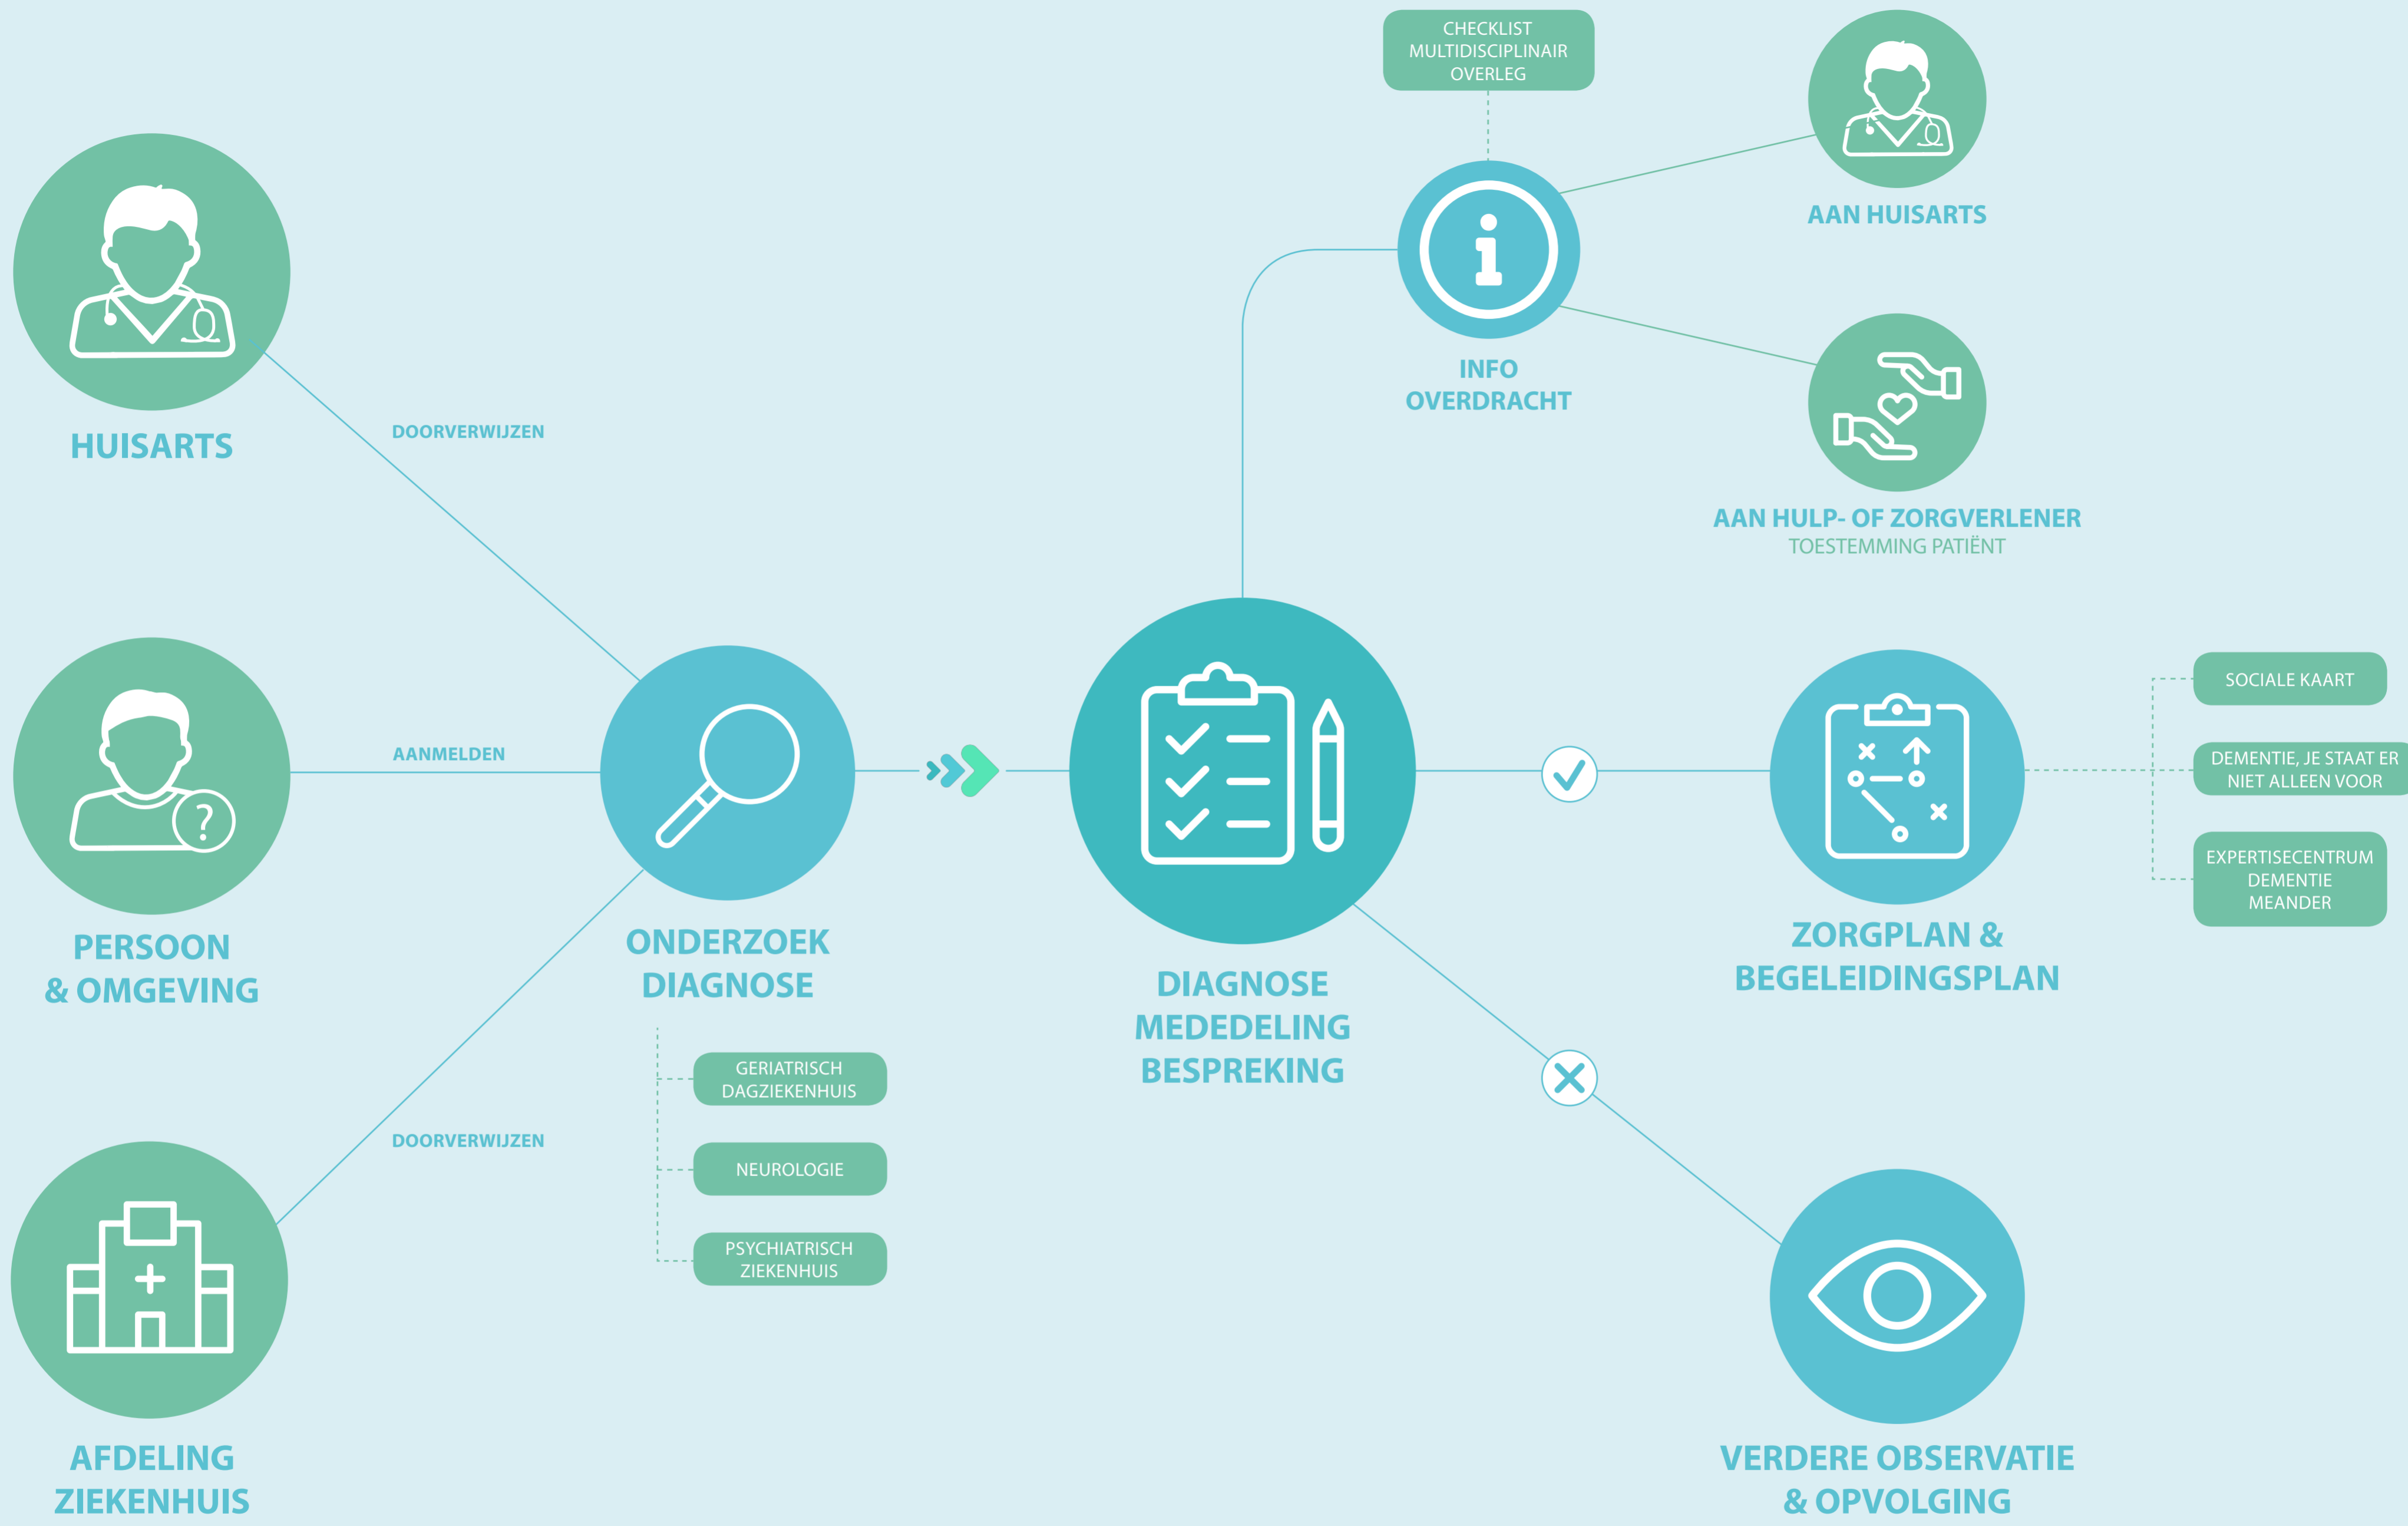 CHECKLIST
MULTIDISCIPLINAIR
OVERLEG
AAN HUISARTS
INFO
OVERDRACHT
HUISARTS
DOORVERWIJZEN
AAN HULP- OF ZORGVERLENER
TOESTEMMING PATIËNT
AANMELDEN
PERSOON
& OMGEVING
ONDERZOEK
DIAGNOSE
GERIATRISCH
DAGZIEKENHUIS
NEUROLOGIE
PSYCHIATRISCH
ZIEKENHUIS
DIAGNOSE
MEDEDELING
BESPREKING
ZORGPLAN &
BEGELEIDINGSPLAN
SOCIALE KAART
DEMENTIE, JE STAAT ER
NIET ALLEEN VOOR
EXPERTISECENTRUM
DEMENTIE
MEANDER
DOORVERWIJZEN
AFDELING
ZIEKENHUIS
VERDERE OBSERVATIE
& OPVOLGING
?